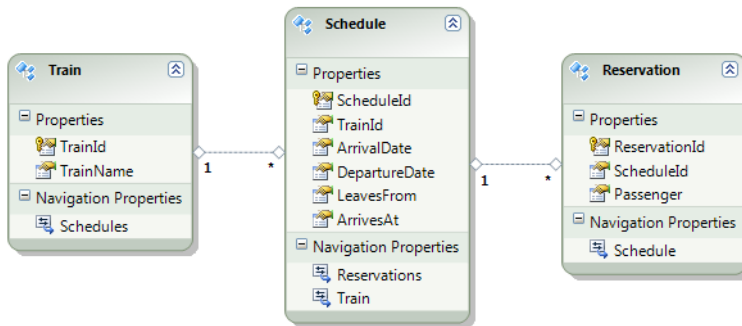 Train
Properties
TrainId
TrainName
Navigation Properties
Schedules
1
*
Schedule
Properties
ScheduleId
TrainId
ArrivalDate
DepartureDate
LeavesFrom
ArrivesAt
Navigation Properties
Reservations
Train
1
*
Reservation
Properties
ReservationId
ScheduleId
Passenger
Navigation Properties
Schedule